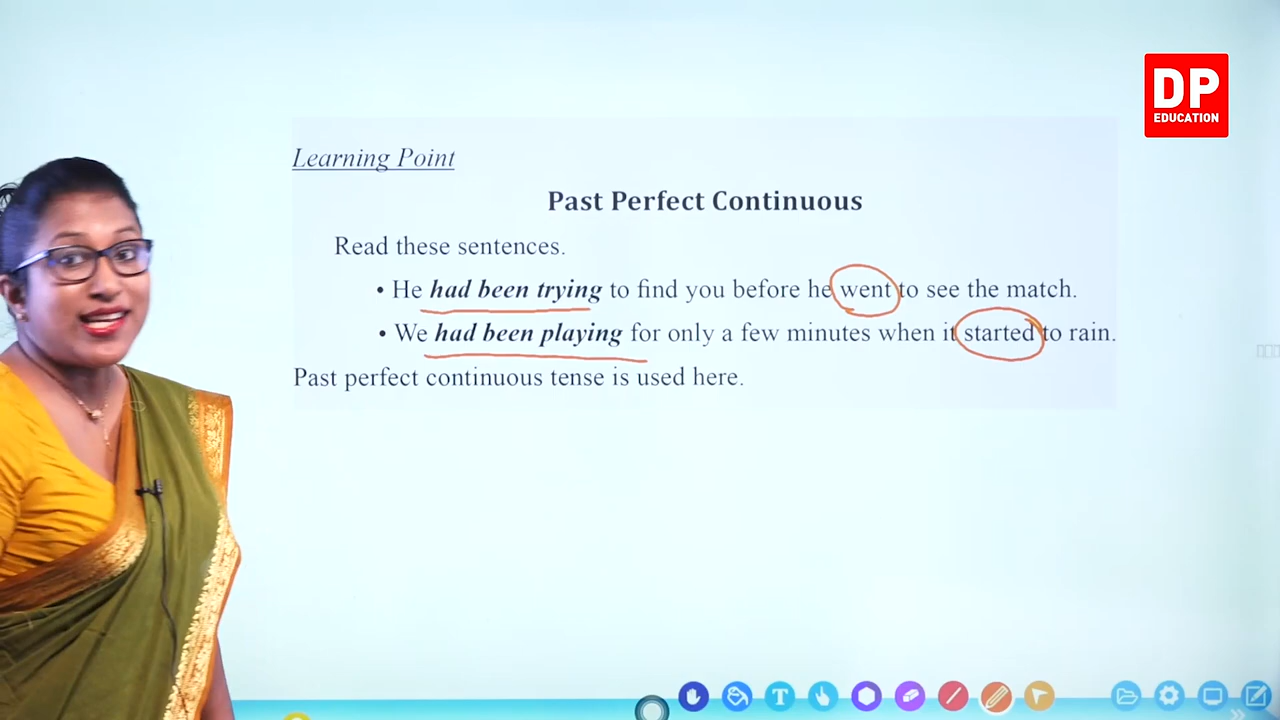 DP
EDUCATION
Learning Point
Past Perfect Continuous
Read these sentences.
• He had been trying to find you before he went to see the match.
• We had been playing for only a few minutes when it started to rain.
Past perfect continuous tense is used here.